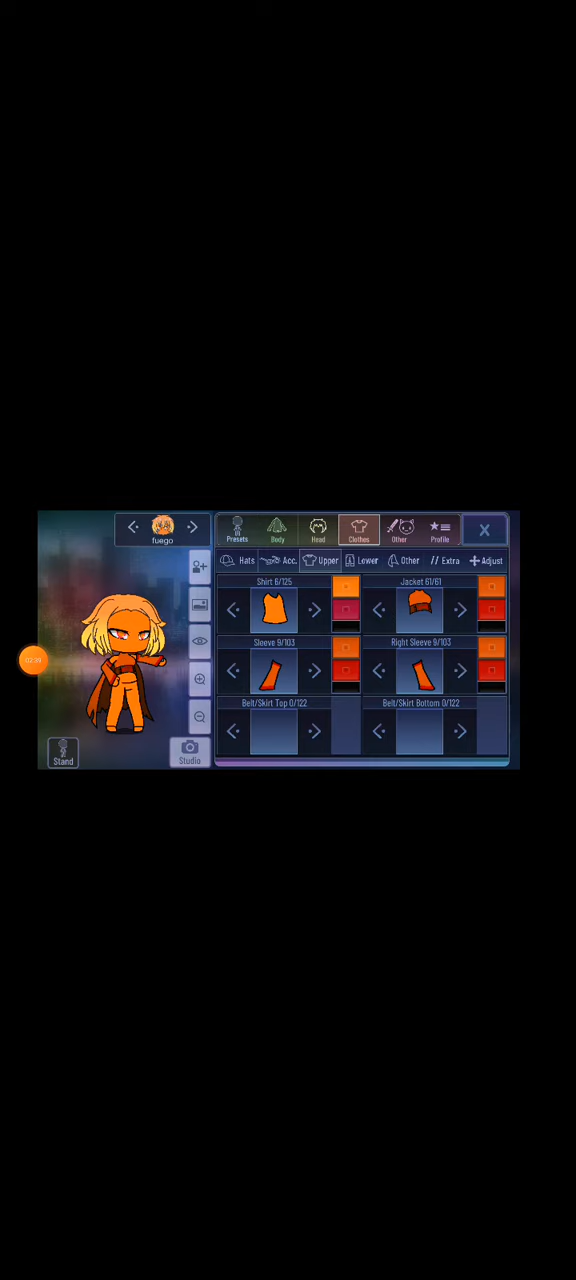 fuego
Presets
Body
Head
Clothes
Other
Profile
X
Hats
Acc.
Upper
Lower
Other
Extra
Adjust
Shirt 6/125
Jacket 61/61
Sleeve 9/103
Right Sleeve 9/103
Belt/Skirt Top 0/122
Belt/Skirt Bottom 0/122
Stand
Studio